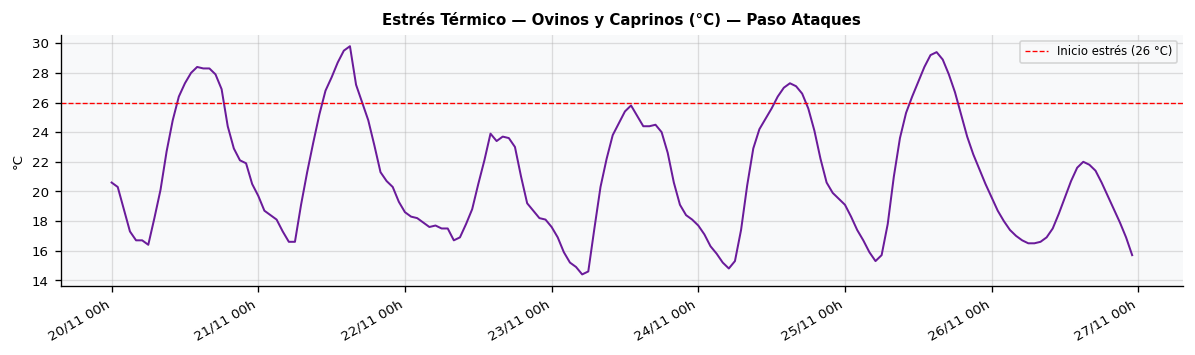 Estrés Térmico — Ovinos y Caprinos (°C) — Paso Ataques
Inicio estrés (26 °C)
°C
30
28
26
24
22
20
18
16
14
20/11 00h
21/11 00h
22/11 00h
23/11 00h
24/11 00h
25/11 00h
26/11 00h
27/11 00h